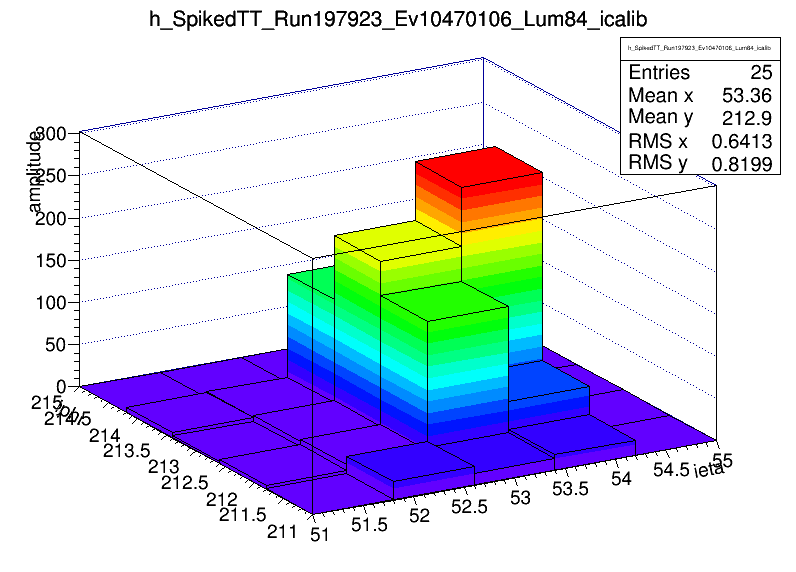 h_SpikedTT_Run197923_Ev10470106_Lum84_icalib
h_SpikedTT_Run197923_Ev10470106_Lum84_icalib
Entries 25
Mean x 53.36
Mean y 212.9
RMS x 0.6413
RMS y 0.8199
amplitude
300
250
200
150
100
50
0
215
214.5
214
213.5
213
212.5
212
211.5
211
51
51.5
52
52.5
53
53.5
54
54.5
55
ieta